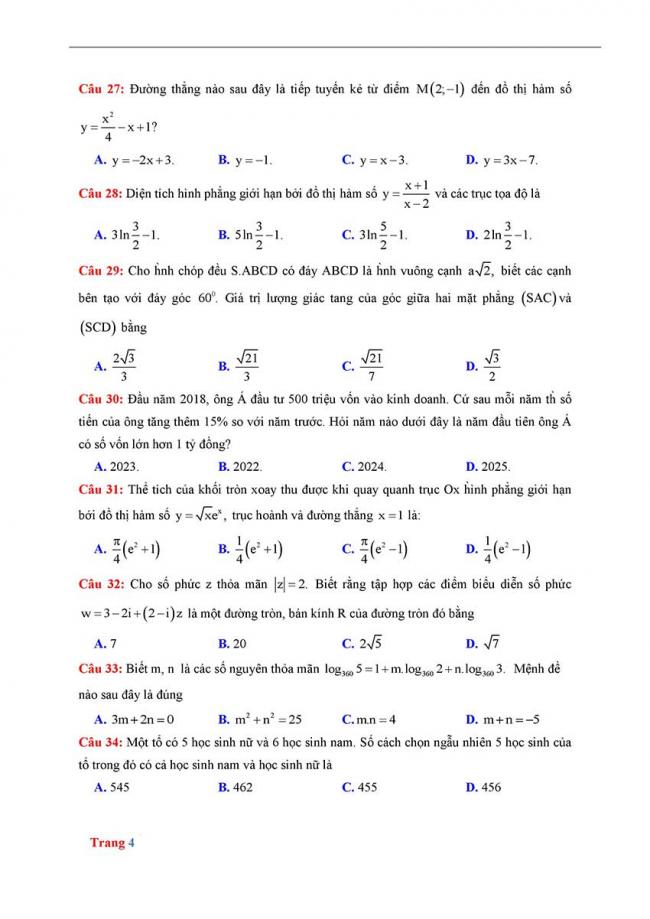 Câu 27: Đường thẳng nào sau đây là tiếp tuyến kẻ từ điểm M(2;−1) đến đồ thị hàm số
y = x²/4 − x + 1?
A. y = −2x + 3. B. y = −1. C. y = x − 3. D. y = 3x − 7.
Câu 28: Diện tích hình phẳng giới hạn bởi đồ thị hàm số y = (x+1)/(x−2) và các trục tọa độ là
A. 3ln 3/2 − 1. B. 5ln 3/2 − 1. C. 3ln 5/2 − 1. D. 2ln 3/2 − 1.
Câu 29: Cho hình chóp đều S.ABCD có đáy ABCD là hình vuông cạnh a√2, biết các cạnh
bên tạo với đáy góc 60⁰. Giá trị lượng giác tang của góc giữa hai mặt phẳng (SAC) và
(SCD) bằng
A. 2√3/3 B. √21/3 C. √21/7 D. √3/2
Câu 30: Đầu năm 2018, ông Á đầu tư 500 triệu vốn vào kinh doanh. Cứ sau mỗi năm thì số
tiền của ông tăng thêm 15% so với năm trước. Hỏi năm nào dưới đây là năm đầu tiên ông Á
có số vốn lớn hơn 1 tỷ đồng?
A. 2023. B. 2022. C. 2024. D. 2025.
Câu 31: Thể tích của khối tròn xoay thu được khi quay quanh trục Ox hình phẳng giới hạn
bởi đồ thị hàm số y = √x eˣ, trục hoành và đường thẳng x = 1 là:
A. π/4 (e² + 1) B. 1/4 (e² + 1) C. π/4 (e² − 1) D. 1/4 (e² − 1)
Câu 32: Cho số phức z thỏa mãn |z| = 2. Biết rằng tập hợp các điểm biểu diễn số phức
w = 3 − 2i + (2 − i)z là một đường tròn, bán kính R của đường tròn đó bằng
A. 7 B. 20 C. 2√5 D. √7
Câu 33: Biết m, n là các số nguyên thỏa mãn log₃₆₀ 5 = 1 + m.log₃₆₀ 2 + n.log₃₆₀ 3. Mệnh đề
nào sau đây là đúng
A. 3m + 2n = 0 B. m² + n² = 25 C. m.n = 4 D. m + n = −5
Câu 34: Một tổ có 5 học sinh nữ và 6 học sinh nam. Số cách chọn ngẫu nhiên 5 học sinh của
tổ trong đó có cả học sinh nam và học sinh nữ là
A. 545 B. 462 C. 455 D. 456
Trang 4